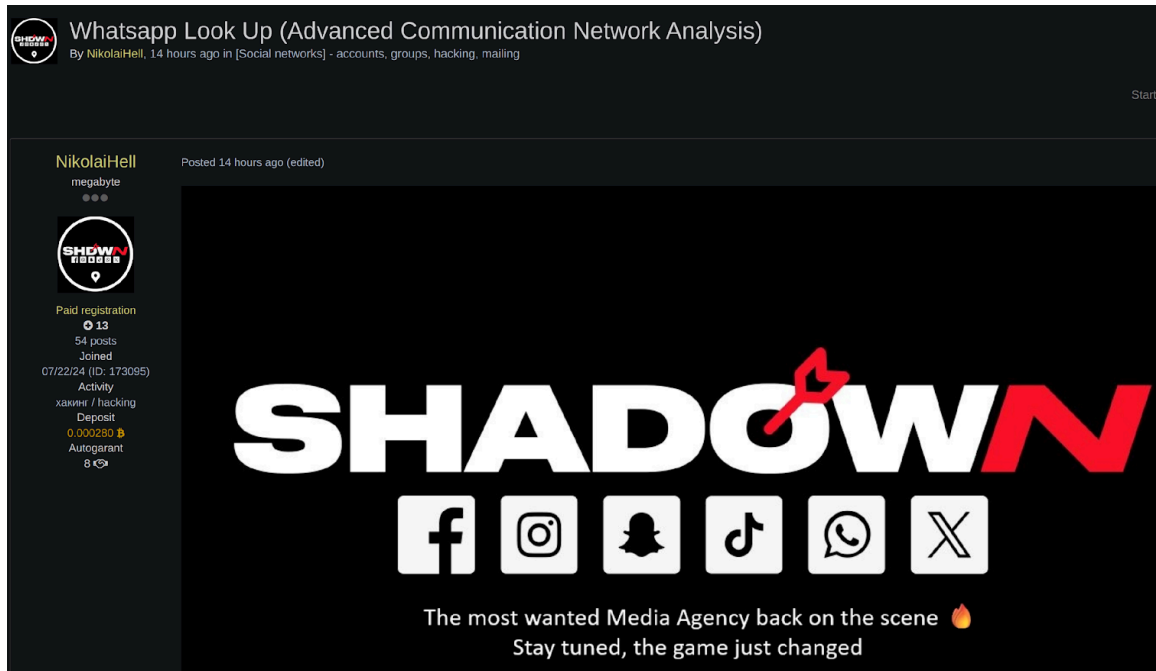 Whatsapp Look Up (Advanced Communication Network Analysis)
By NikolaiHell, 14 hours ago in [Social networks] - accounts, groups, hacking, mailing
Start
NikolaiHell
megabyte
SHDWN
Paid registration
13
54 posts
Joined
07/22/24 (ID: 173095)
Activity
хакинг / hacking
Deposit
0.000280 ₿
Autogarant
8
Posted 14 hours ago (edited)
SHADOWN
The most wanted Media Agency back on the scene 🔥
Stay tuned, the game just changed